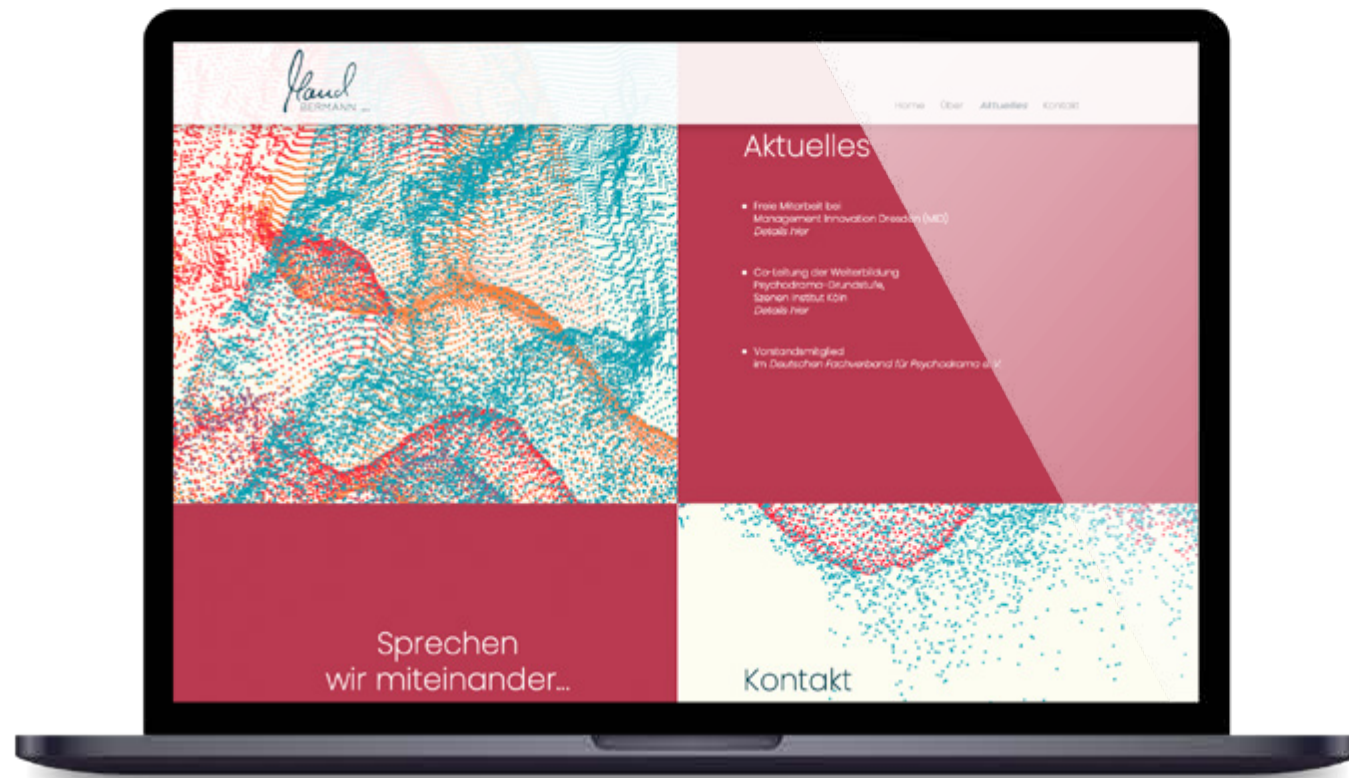 Maud
BERMANN
Home Über Aktuelles Kontakt
Aktuelles
Freie Mitarbeit bei
Management Innovation Dresden (MID)
Details hier
Co-Leitung der Weiterbildung
Psychodrama-Grundstufe,
Szenen Institut Köln
Details hier
Vorstandsmitglied
im Deutschen Fachverband für Psychodrama e. V.
Sprechen
wir miteinander...
Kontakt